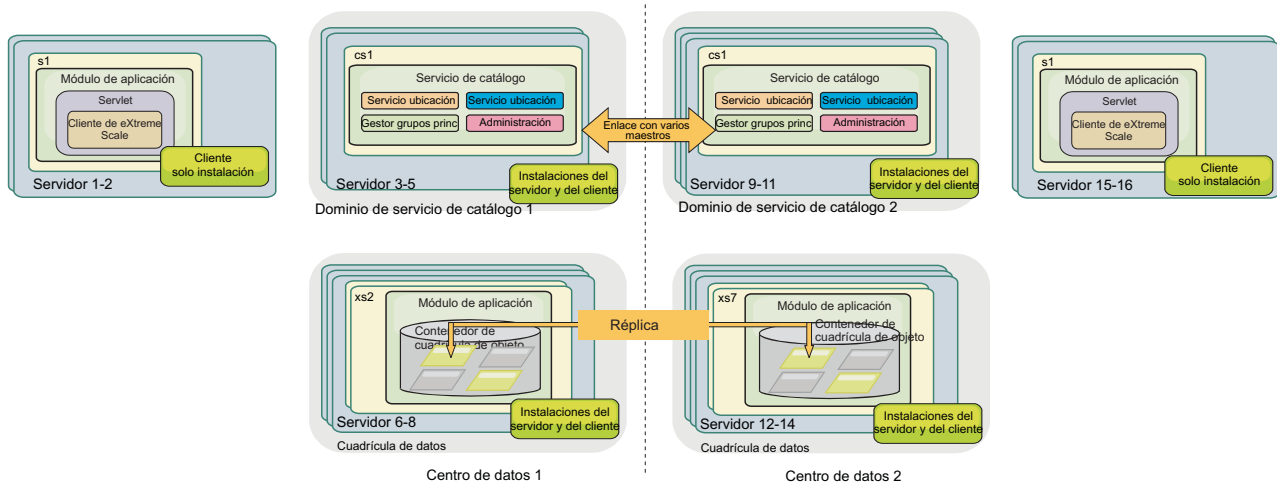 s1
Módulo de aplicación
Servlet
Cliente de eXtreme
Scale
Cliente
solo instalación
Servidor 1-2
cs1
Servicio de catálogo
Servicio ubicación
Servicio ubicación
Gestor grupos princ
Administración
Instalaciones del
servidor y del cliente
Servidor 3-5
Dominio de servicio de catálogo 1
Enlace con varios
maestros
cs1
Servicio de catálogo
Servicio ubicación
Servicio ubicación
Gestor grupos princ
Administración
Instalaciones del
servidor y del cliente
Servidor 9-11
Dominio de servicio de catálogo 2
s1
Módulo de aplicación
Servlet
Cliente de eXtreme
Scale
Cliente
solo instalación
Servidor 15-16
xs2
Módulo de aplicación
Contenedor de
cuadrícula de objeto
Instalaciones del
servidor y del cliente
Servidor 6-8
Cuadrícula de datos
Réplica
xs7
Módulo de aplicación
Contenedor de
cuadrícula de objeto
Instalaciones del
servidor y del cliente
Servidor 12-14
Cuadrícula de datos
Centro de datos 1
Centro de datos 2